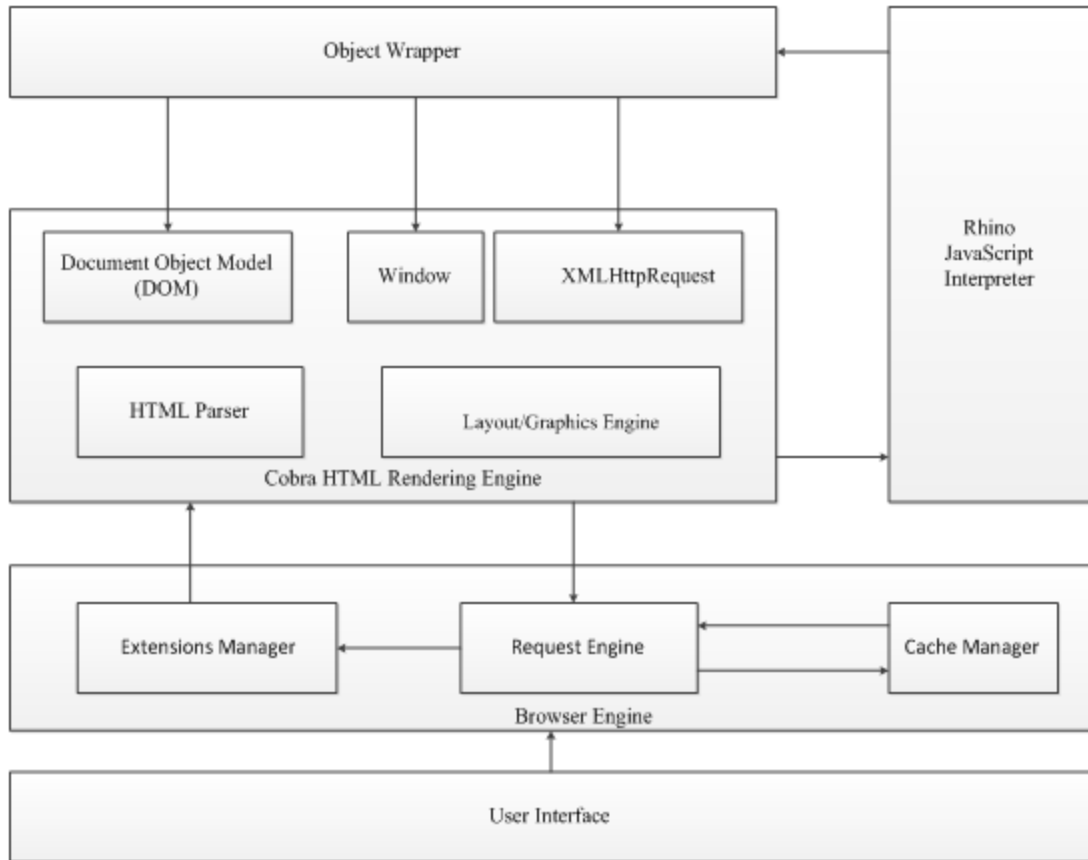 Object Wrapper
Rhino
JavaScript
Interpreter
Document Object Model
(DOM)
Window
XMLHttpRequest
HTML Parser
Layout/Graphics Engine
Cobra HTML Rendering Engine
Extensions Manager
Request Engine
Cache Manager
Browser Engine
User Interface